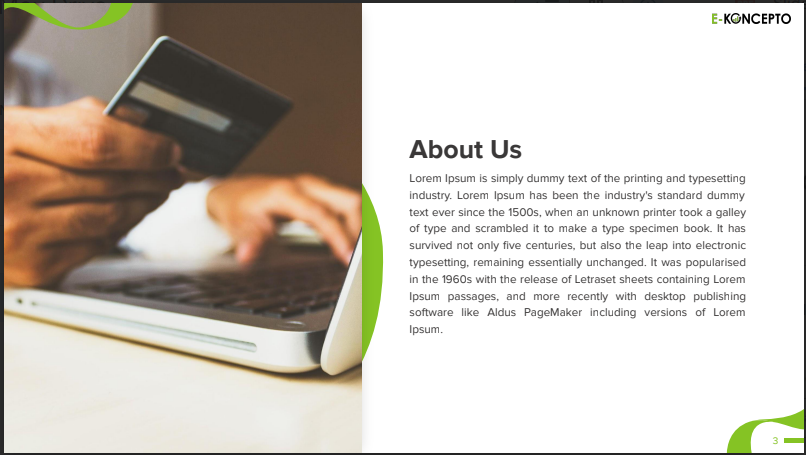 E-KONCEPTO
About Us
Lorem Ipsum is simply dummy text of the printing and typesetting
industry. Lorem Ipsum has been the industry's standard dummy
text ever since the 1500s, when an unknown printer took a galley
of type and scrambled it to make a type specimen book. It has
survived not only five centuries, but also the leap into electronic
typesetting, remaining essentially unchanged. It was popularised
in the 1960s with the release of Letraset sheets containing Lorem
Ipsum passages, and more recently with desktop publishing
software like Aldus PageMaker including versions of Lorem
Ipsum.
3